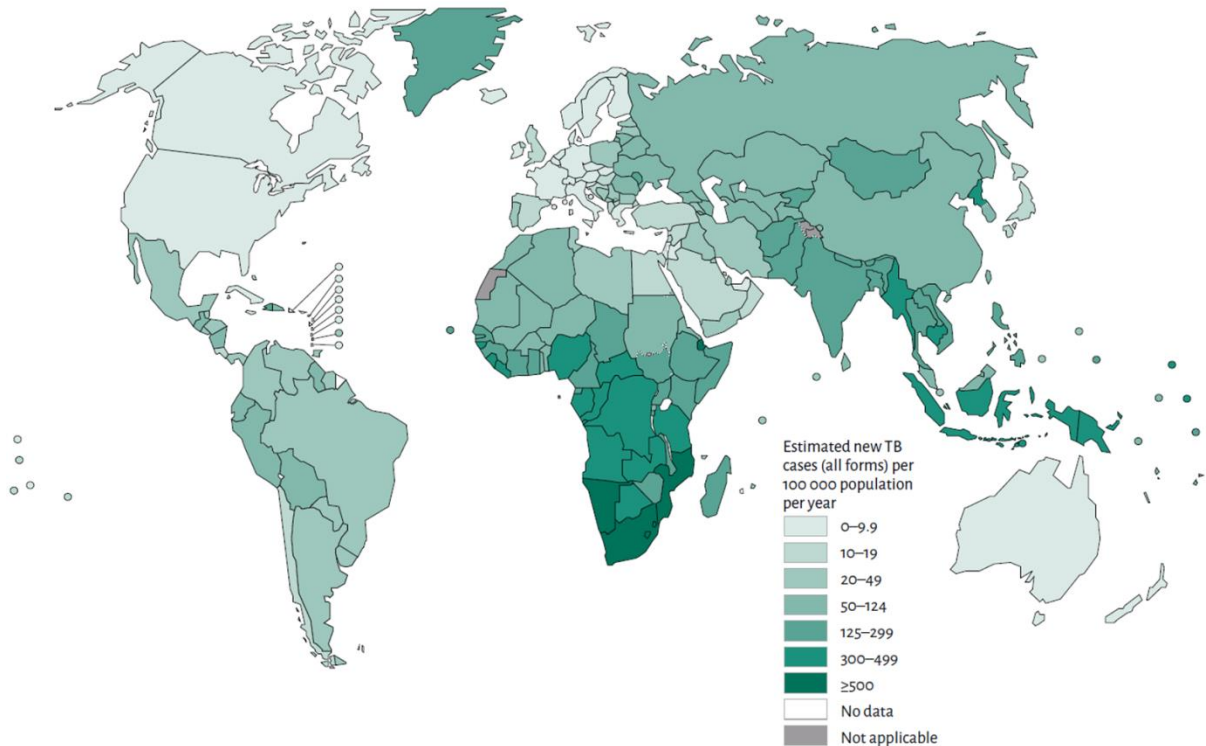 Estimated new TB
cases (all forms) per
100 000 population
per year
0–9.9
10–19
20–49
50–124
125–299
300–499
≥500
No data
Not applicable